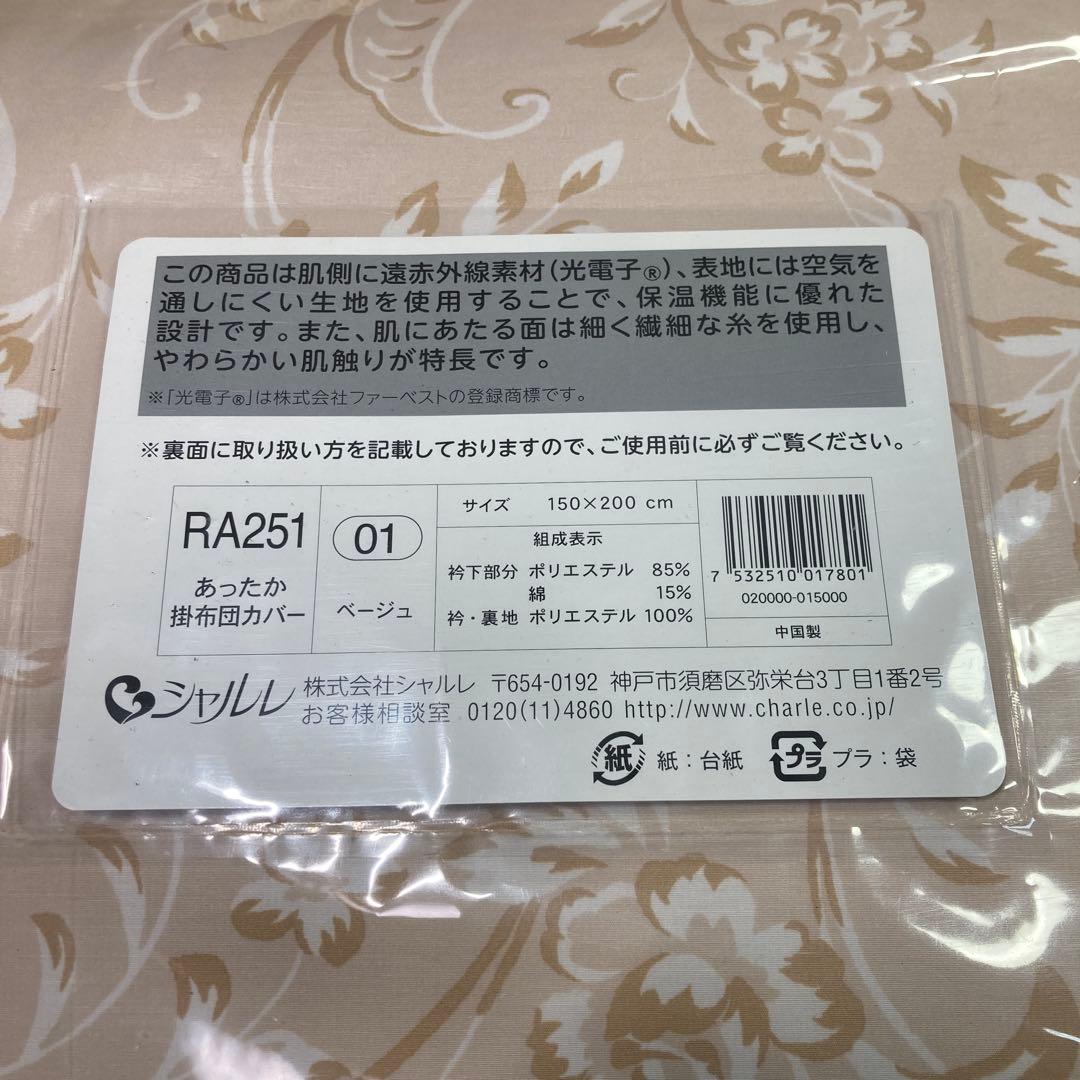 この商品は肌側に遠赤外線素材(光電子®)、表地には空気を
通しにくい生地を使用することで、保温機能に優れた
設計です。また、肌にあたる面は細く繊細な糸を使用し、
やわらかい肌触りが特長です。
※「光電子®」は株式会社ファーベストの登録商標です。
※裏面に取り扱い方を記載しておりますので、ご使用前に必ずご覧ください。
RA251
あったか
掛布団カバー
01
ベージュ
サイズ 150×200 cm
組成表示
衿下部分 ポリエステル 85%
綿 15%
衿・裏地 ポリエステル 100%
7 532510 017801
020000-015000
中国製
シャルレ
株式会社シャルレ 〒654-0192 神戸市須磨区弥栄台3丁目1番2号
お客様相談室 0120(11)4860 http://www.charle.co.jp/
紙 紙:台紙
プラ プラ:袋